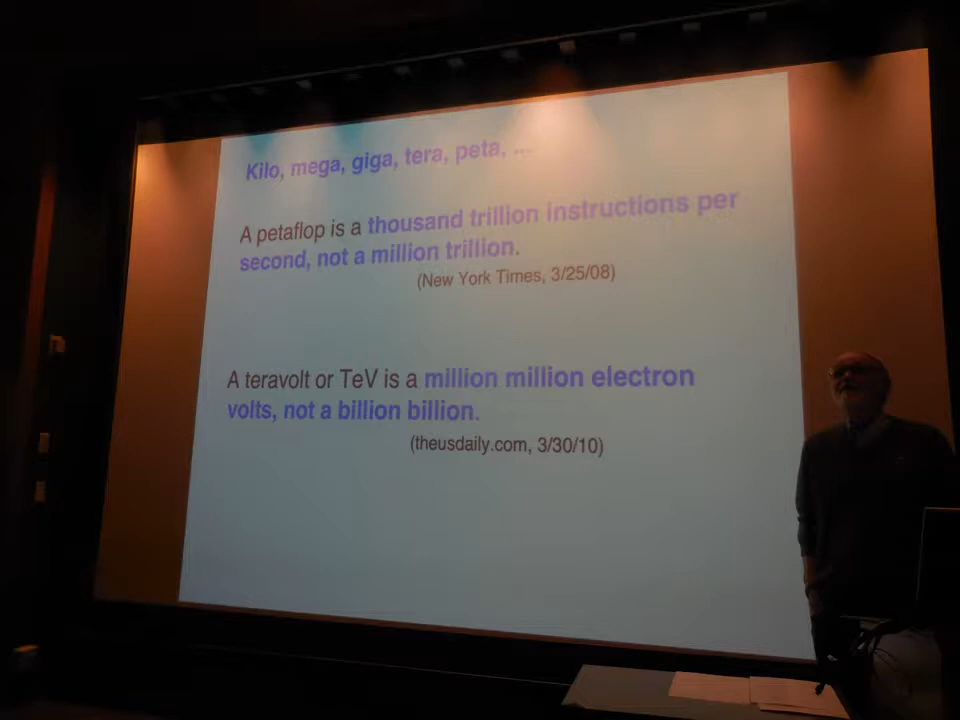 Kilo, mega, giga, tera, peta, ...
A petaflop is a thousand trillion instructions per
second, not a million trillion.
(New York Times, 3/25/08)
A teravolt or TeV is a million million electron
volts, not a billion billion.
(theusdaily.com, 3/30/10)